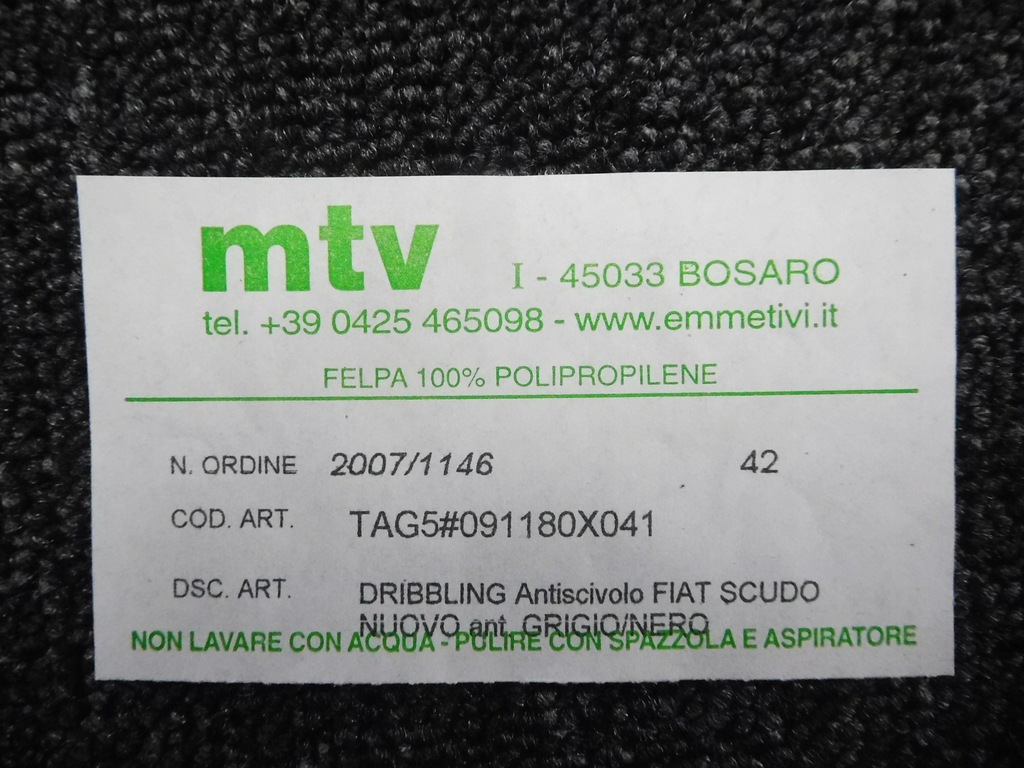 mtv I - 45033 BOSARO
tel. +39 0425 465098 - www.emmetivi.it
FELPA 100% POLIPROPILENE
N. ORDINE 2007/1146 42
COD. ART. TAG5#091180X041
DSC. ART. DRIBBLING Antiscivolo FIAT SCUDO
NUOVO ant. GRIGIO/NERO
NON LAVARE CON ACQUA - PULIRE CON SPAZZOLA E ASPIRATORE